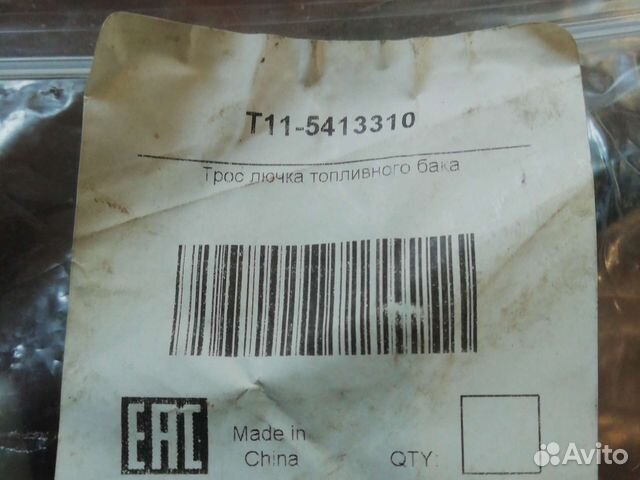 T11-5413310
Трос лючка топливного бака
EAC
Made in
China
QTY:
Avito